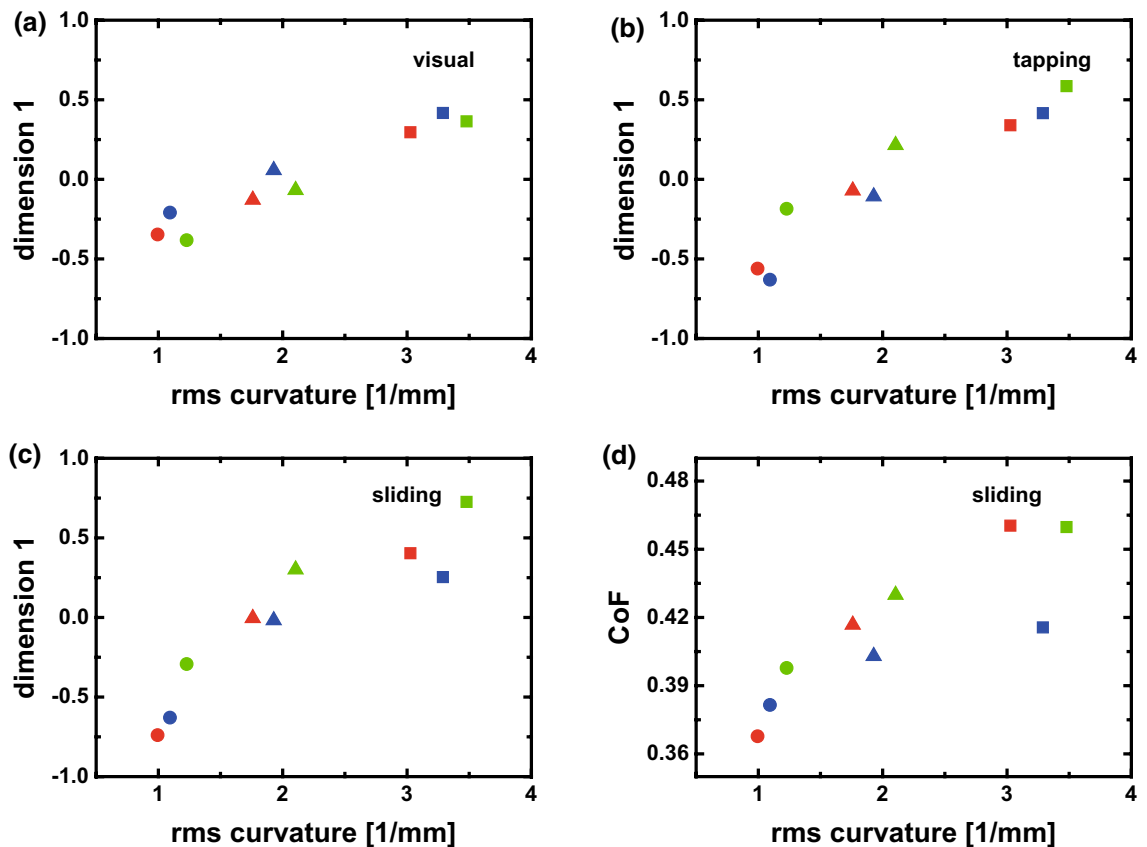 (a)
1.0
0.5
0.0
-0.5
-1.0
dimension 1
visual
1 2 3 4
rms curvature [1/mm]
(b)
1.0
0.5
0.0
-0.5
-1.0
dimension 1
tapping
1 2 3 4
rms curvature [1/mm]
(c)
1.0
0.5
0.0
-0.5
-1.0
dimension 1
sliding
1 2 3 4
rms curvature [1/mm]
(d)
0.48
0.45
0.42
0.39
0.36
CoF
sliding
1 2 3 4
rms curvature [1/mm]